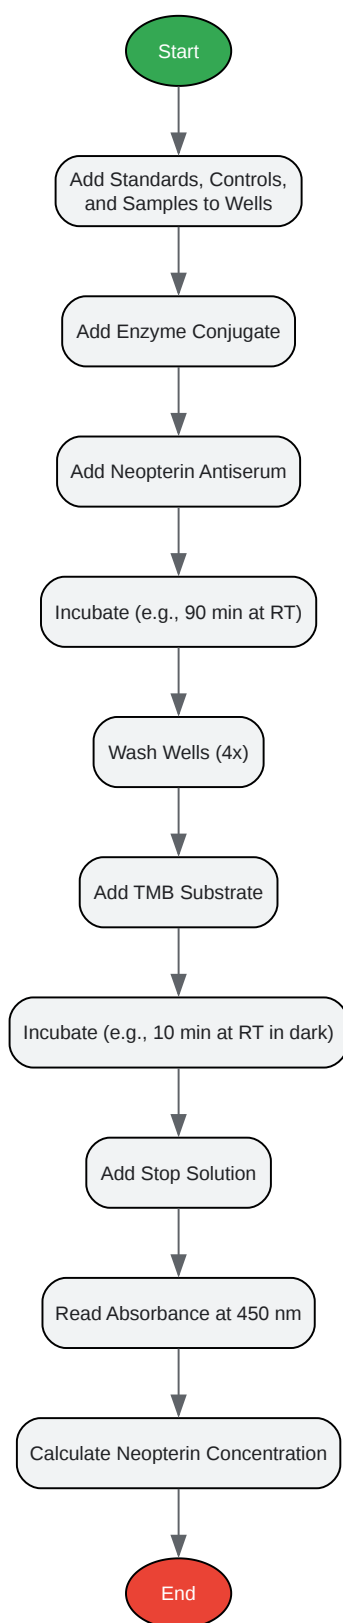 Start
Add Standards, Controls,
and Samples to Wells
Add Enzyme Conjugate
Add Neopterin Antiserum
Incubate (e.g., 90 min at RT)
Wash Wells (4x)
Add TMB Substrate
Incubate (e.g., 10 min at RT in dark)
Add Stop Solution
Read Absorbance at 450 nm
Calculate Neopterin Concentration
End